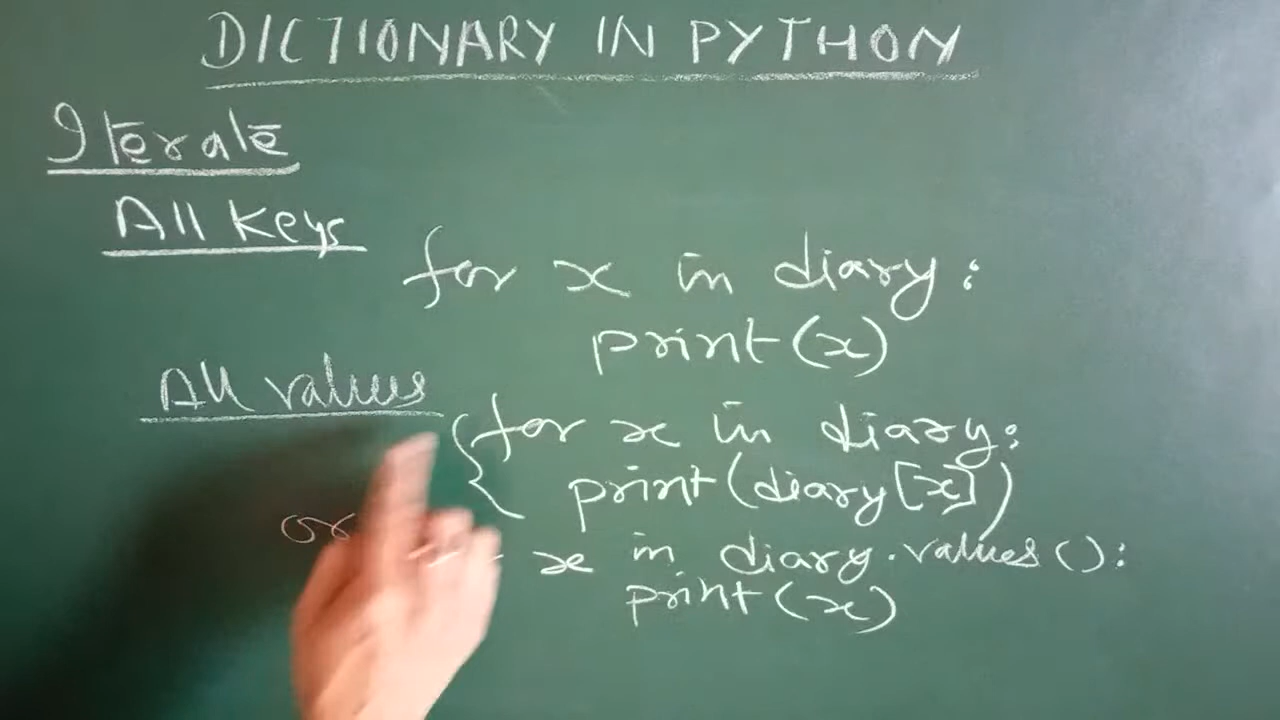 DICTIONARY IN PYTHON
Iterate
All Keys
for x in diary:
print(x)
All values
for x in diary:
print(diary[x])
or x in diary.values():
print(x)